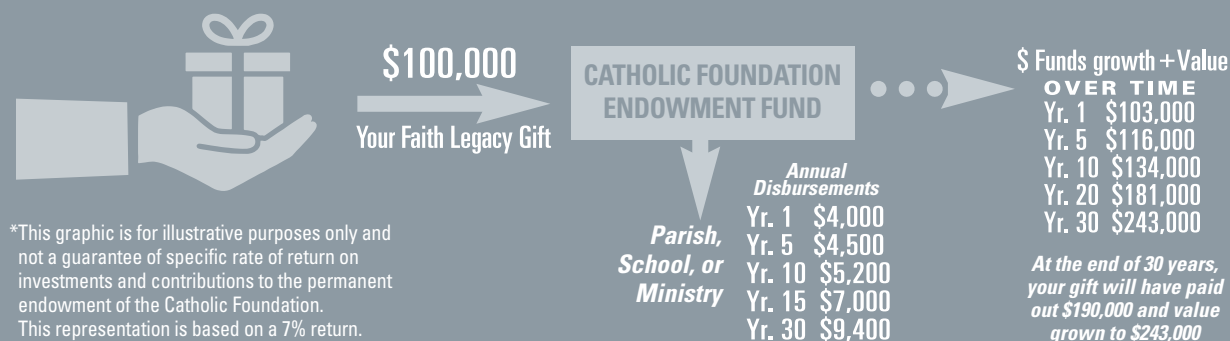 $100,000
Your Faith Legacy Gift
CATHOLIC FOUNDATION
ENDOWMENT FUND
$ Funds growth + Value
OVER TIME
Yr. 1 $103,000
Yr. 5 $116,000
Yr. 10 $134,000
Yr. 20 $181,000
Yr. 30 $243,000
At the end of 30 years,
your gift will have paid
out $190,000 and value
grown to $243,000
Parish,
School, or
Ministry
Annual
Disbursements
Yr. 1 $4,000
Yr. 5 $4,500
Yr. 10 $5,200
Yr. 15 $7,000
Yr. 30 $9,400
*This graphic is for illustrative purposes only and
not a guarantee of specific rate of return on
investments and contributions to the permanent
endowment of the Catholic Foundation.
This representation is based on a 7% return.